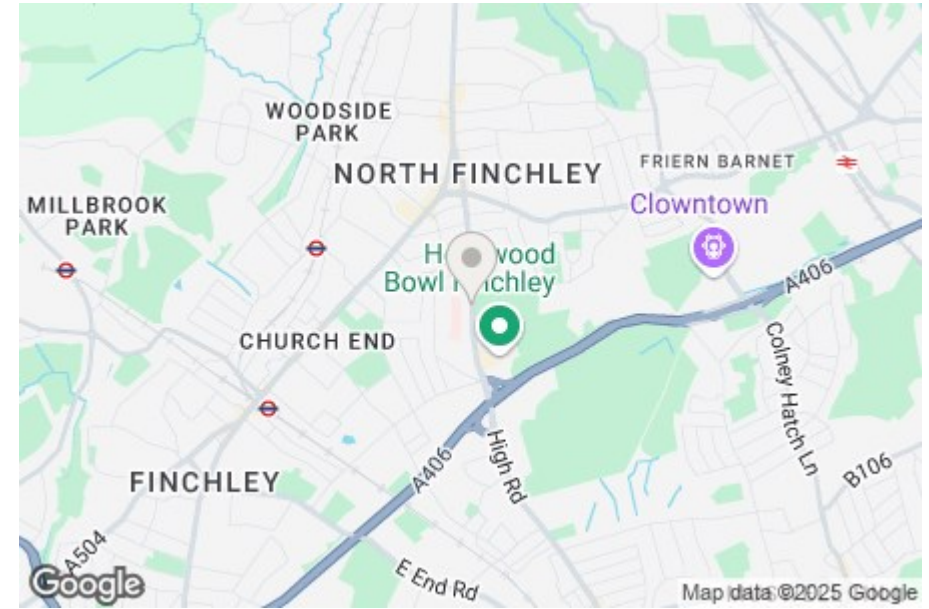 WOODSIDE
PARK
NORTH FINCHLEY
FRIERN BARNET
Clowntown
MILLBROOK
PARK
Bowl
A406
CHURCH END
Colney Hatch Ln
High Rd
A406
B106
FINCHLEY
A504
E End Rd
Google
Map data ©2025 Google